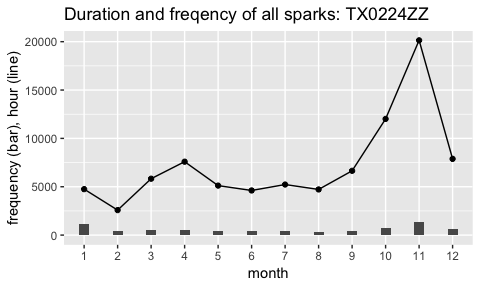 Duration and freqency of all sparks: TX0224ZZ
frequency (bar), hour (line)
20000
15000
10000
5000
0
1 2 3 4 5 6 7 8 9 10 11 12
month